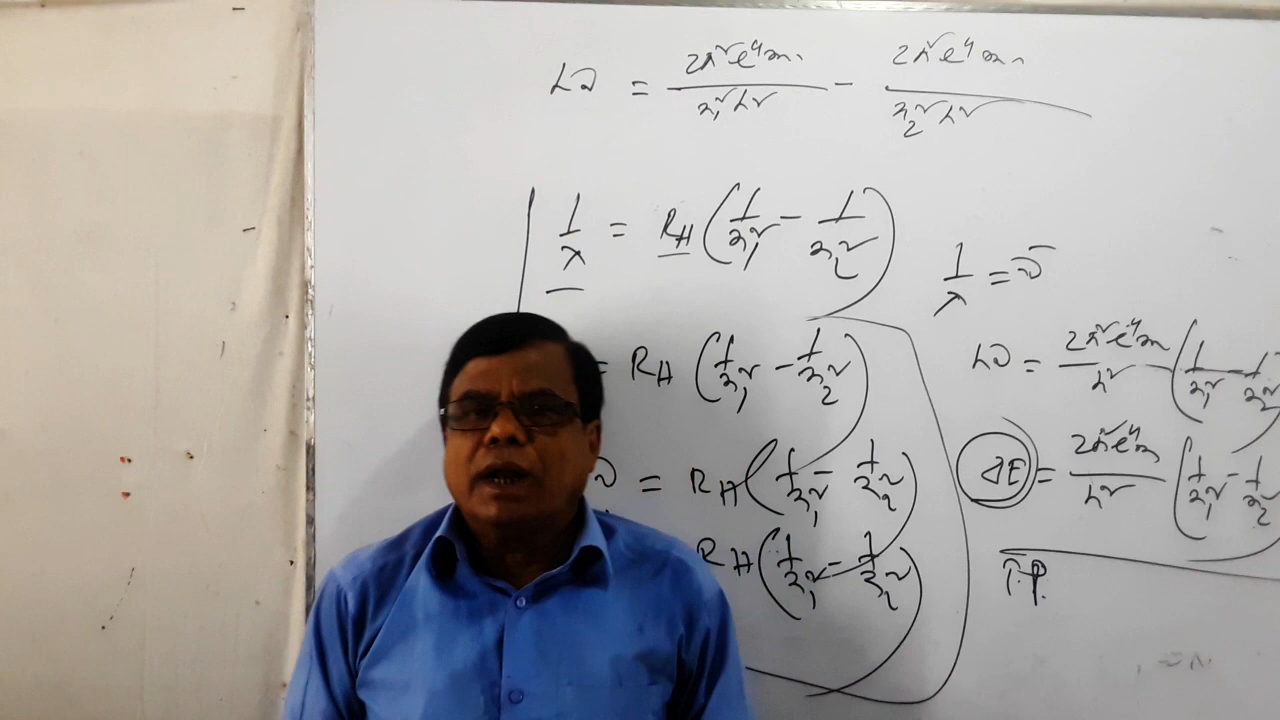 hν = 2π²e⁴m / n₁²h² − 2π²e⁴m / n₂²h²
1/λ = R_H (1/n₁² − 1/n₂²)
1/λ = ν̄
= R_H (1/n₁² − 1/n₂²)
hν = 2π²e⁴m / h² (1/n₁² − 1/n₂²)
ν = R_H (1/n₁² − 1/n₂²)
ΔE = 2π²e⁴m / h² (1/n₁² − 1/n₂²)
R_H (1/n₁² − 1/n₂²)